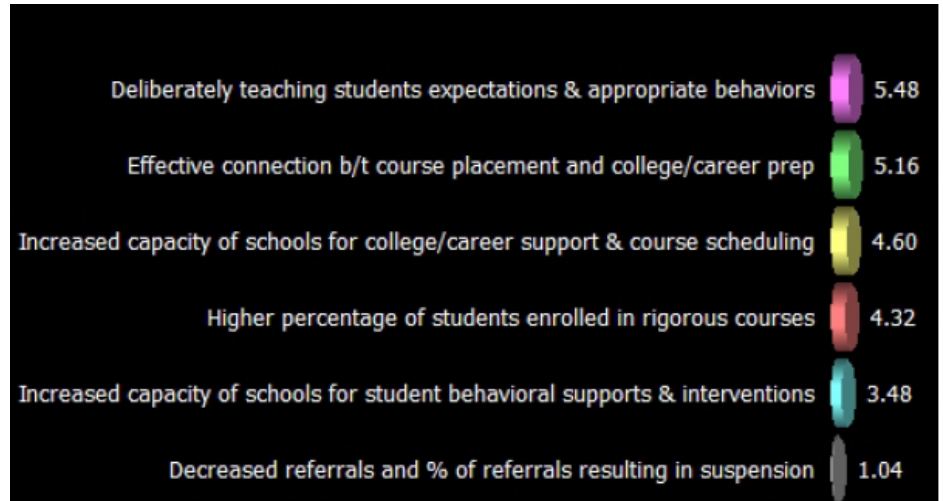 Deliberately teaching students expectations & appropriate behaviors 5.48
Effective connection b/t course placement and college/career prep 5.16
Increased capacity of schools for college/career support & course scheduling 4.60
Higher percentage of students enrolled in rigorous courses 4.32
Increased capacity of schools for student behavioral supports & interventions 3.48
Decreased referrals and % of referrals resulting in suspension 1.04